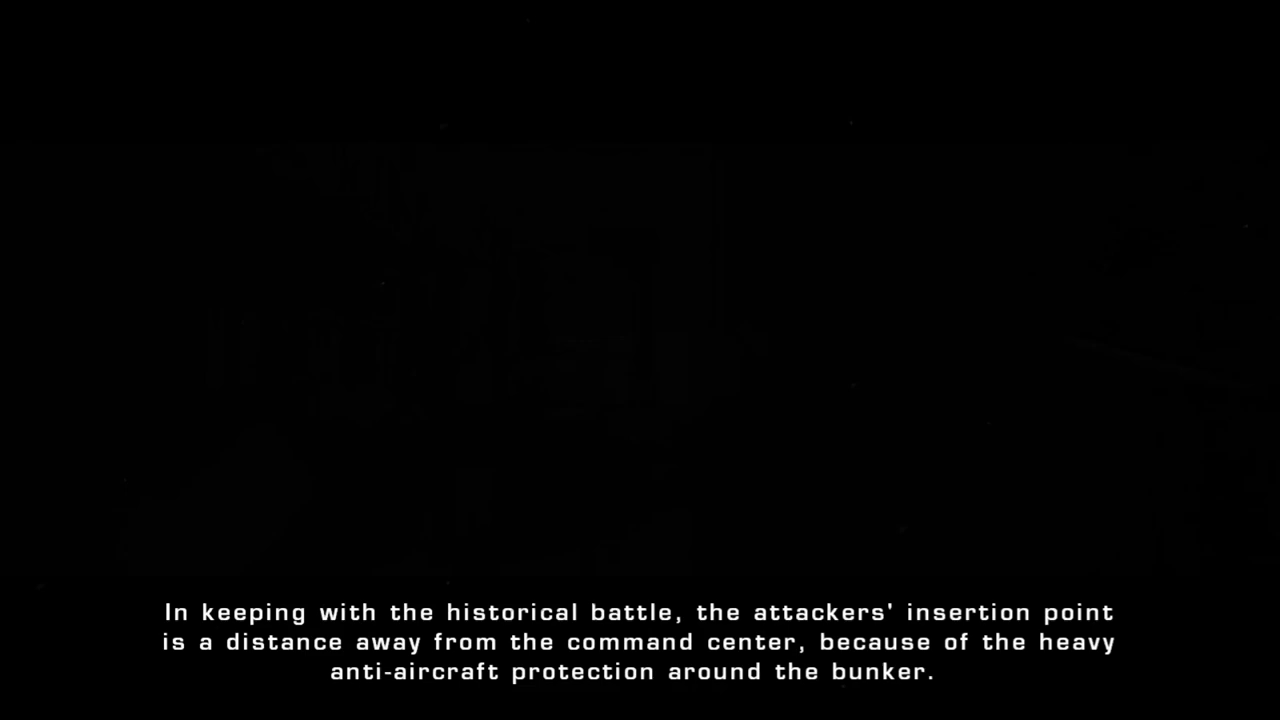 In keeping with the historical battle, the attackers' insertion point
is a distance away from the command center, because of the heavy
anti-aircraft protection around the bunker.